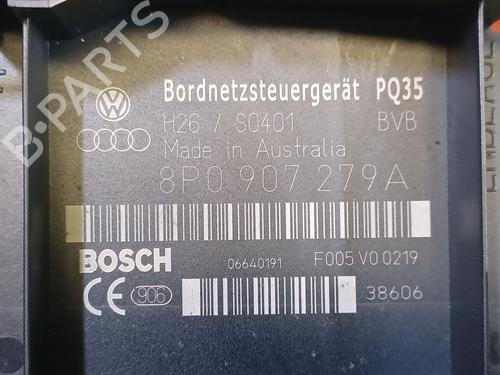 B-Parts
Bordnetzsteuergerät PQ35
H26 / S0401 BVB
Made in Australia
8P0 907 279A
BOSCH 06640191 F005 V0 0219
CE 906 38606